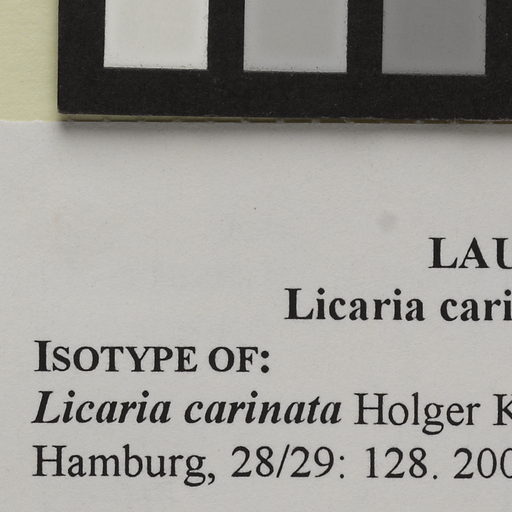 LAU
Licaria cari
ISOTYPE OF:
Licaria carinata Holger K
Hamburg, 28/29: 128. 200